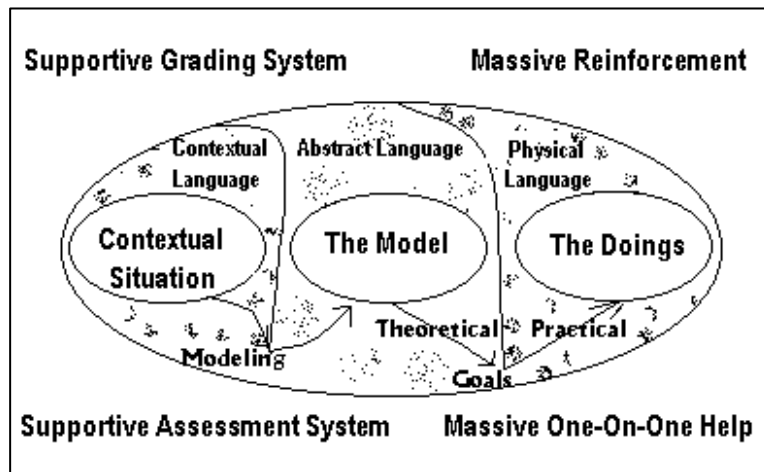 Supportive Grading System
Massive Reinforcement
Contextual
Language
Abstract Language
Physical
Language
Contextual
Situation
The Model
The Doings
Theoretical
Practical
Modeling
Goals
Supportive Assessment System
Massive One-On-One Help